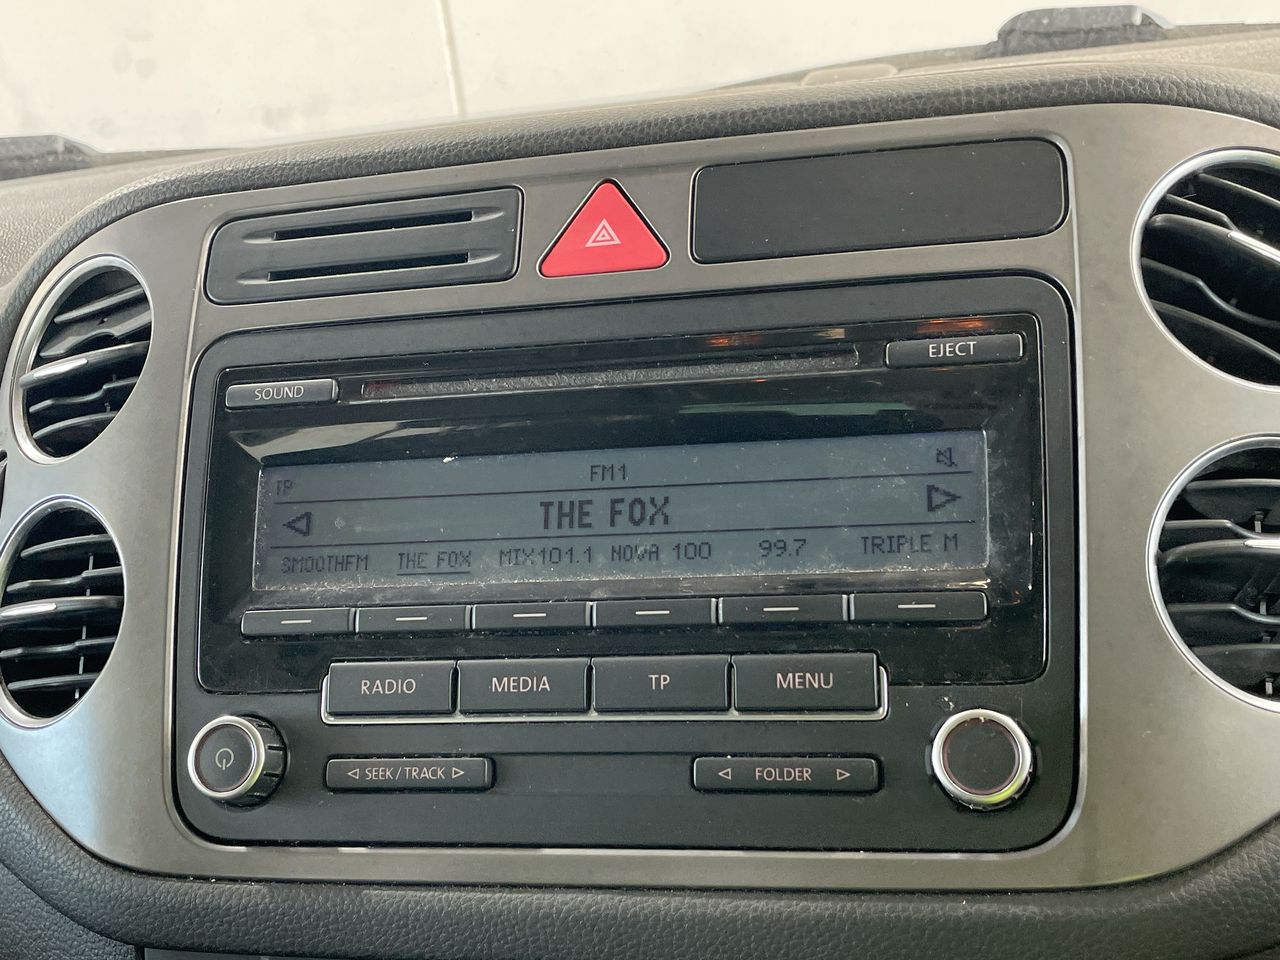 EJECT
SOUND
TP FM1
THE FOX
SMOOTHFM THE FOX MIX101.1 NOVA 100 99.7 TRIPLE M
RADIO MEDIA TP MENU
SEEK/TRACK FOLDER